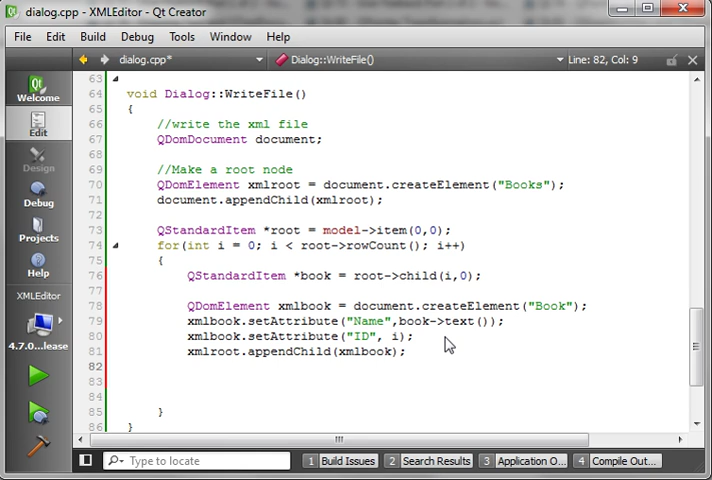 dialog.cpp - XMLEditor - Qt Creator
File Edit Build Debug Tools Window Help
dialog.cpp* Dialog::WriteFile() Line: 82, Col: 9
Welcome
Edit
Design
Debug
Projects
Help
XMLEditor
4.7.0...lease
63
64 void Dialog::WriteFile()
65 {
66 //write the xml file
67 QDomDocument document;
68
69 //Make a root node
70 QDomElement xmlroot = document.createElement("Books");
71 document.appendChild(xmlroot);
72
73 QStandardItem *root = model->item(0,0);
74 for(int i = 0; i < root->rowCount(); i++)
75 {
76 QStandardItem *book = root->child(i,0);
77
78 QDomElement xmlbook = document.createElement("Book");
79 xmlbook.setAttribute("Name",book->text());
80 xmlbook.setAttribute("ID", i);
81 xmlroot.appendChild(xmlbook);
82
83
84
85 }
86 }
Type to locate 1 Build Issues 2 Search Results 3 Application O... 4 Compile Out...